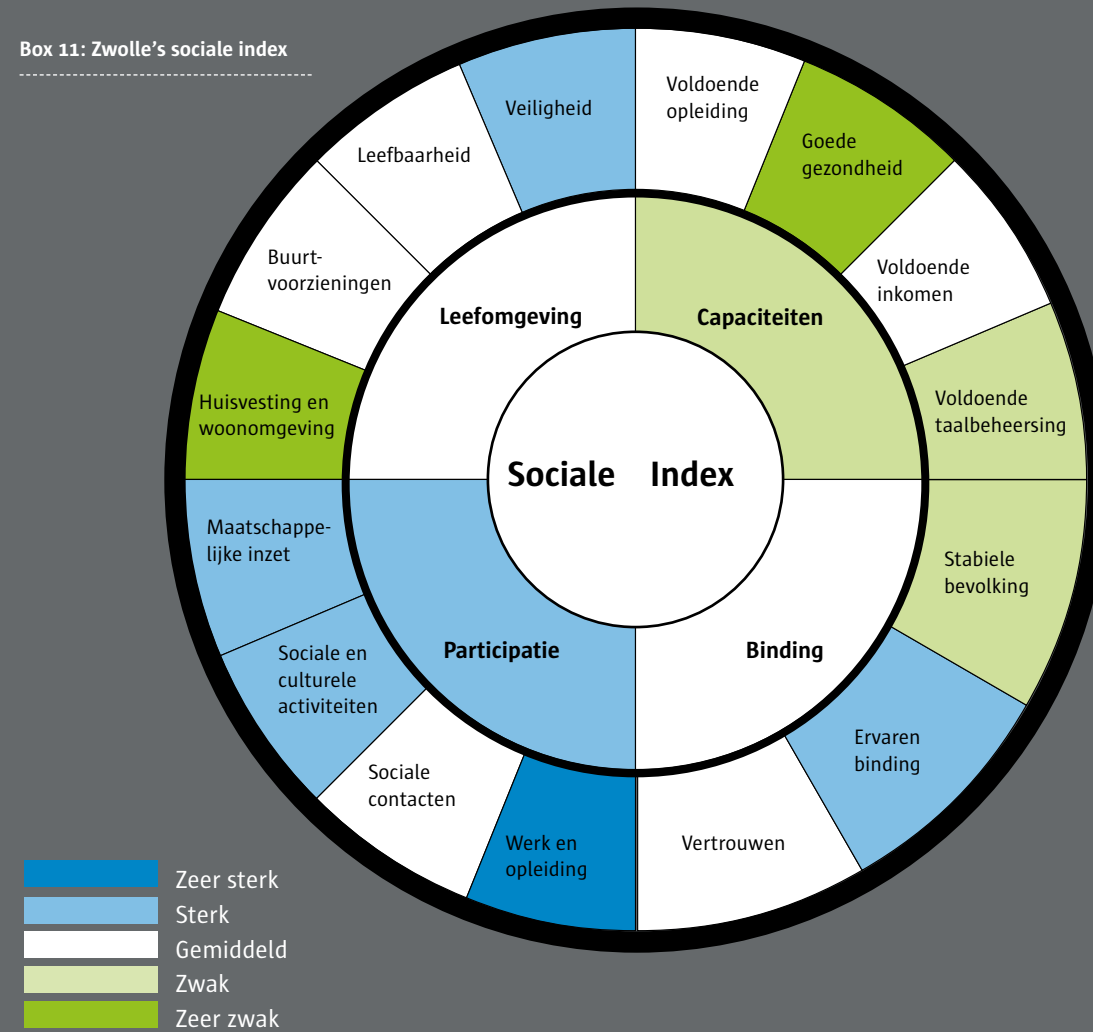 Box 11: Zwolle's sociale index
Veiligheid
Voldoende
opleiding
Goede
gezondheid
Voldoende
inkomen
Voldoende
taalbeheersing
Stabiele
bevolking
Ervaren
binding
Vertrouwen
Werk en
opleiding
Sociale
contacten
Sociale en
culturele
activiteiten
Maatschappe-
lijke inzet
Huisvesting en
woonomgeving
Buurt-
voorzieningen
Leefbaarheid
Leefomgeving
Capaciteiten
Sociale Index
Participatie
Binding
Zeer sterk
Sterk
Gemiddeld
Zwak
Zeer zwak